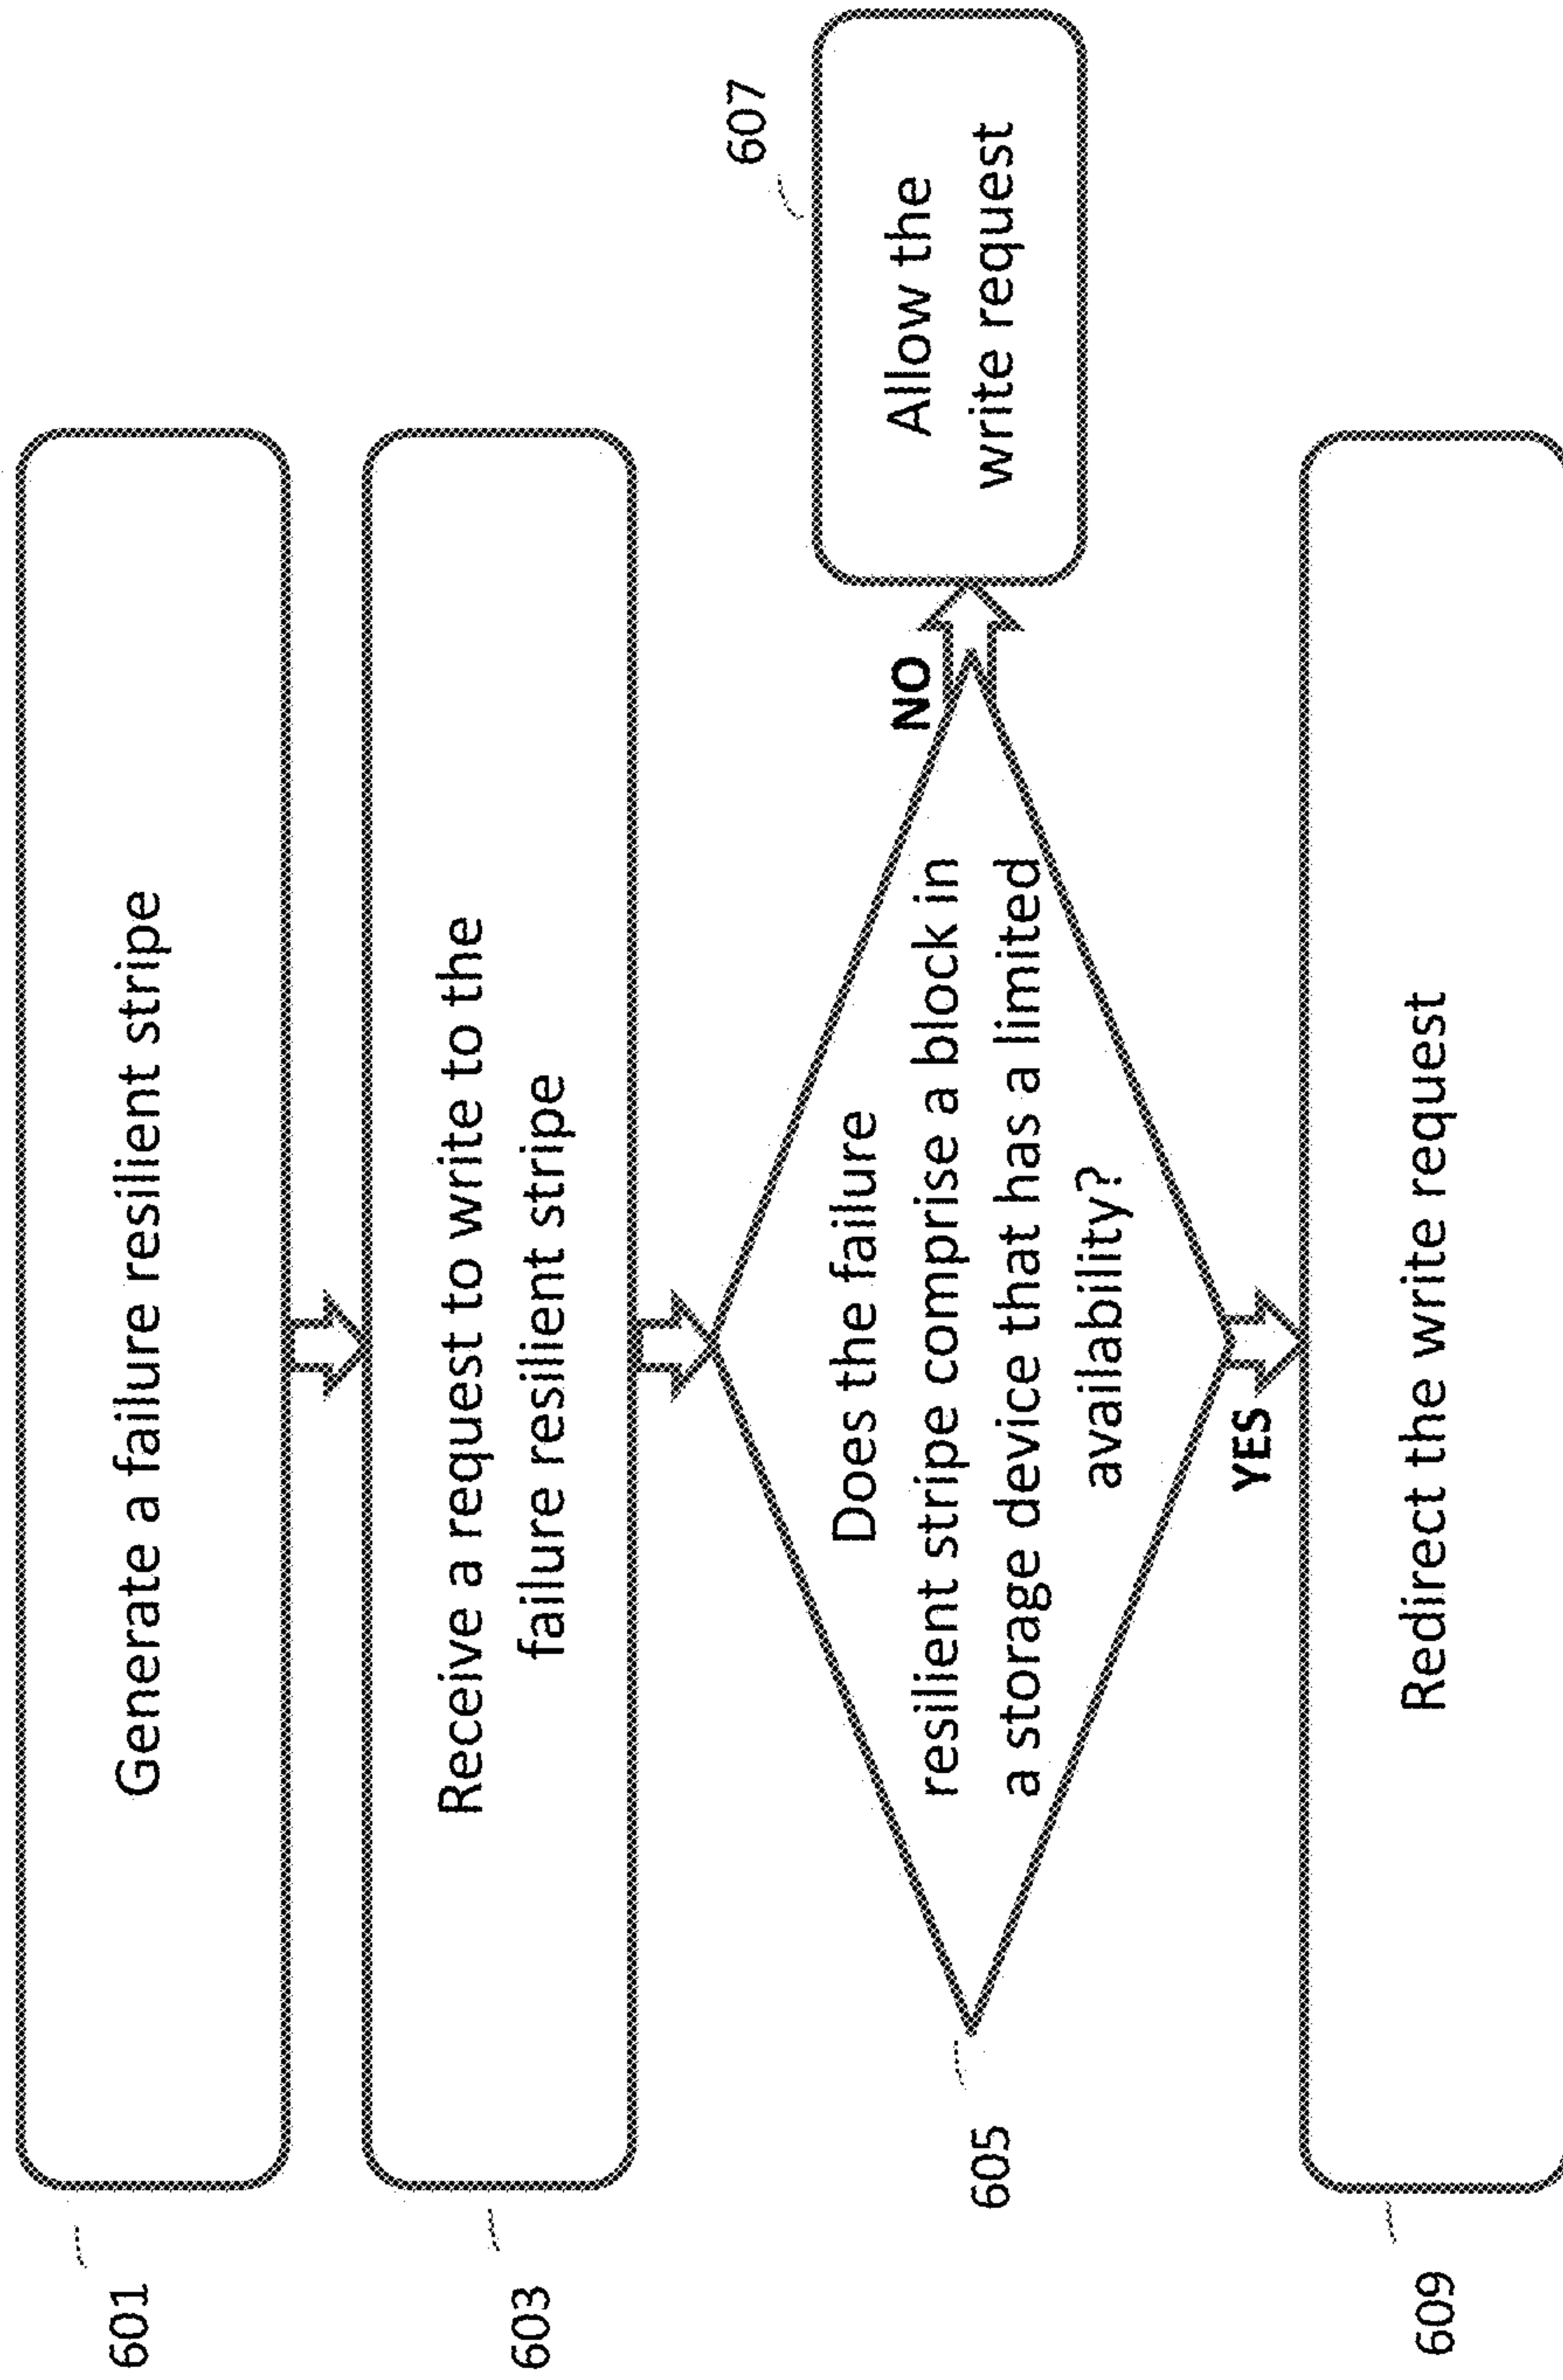 601
Generate a failure resilient stripe
603
Receive a request to write to the
failure resilient stripe
605
Does the failure
resilient stripe comprise a block in
a storage device that has a limited
availability?
NO
607
Allow the
write request
YES
609
Redirect the write request